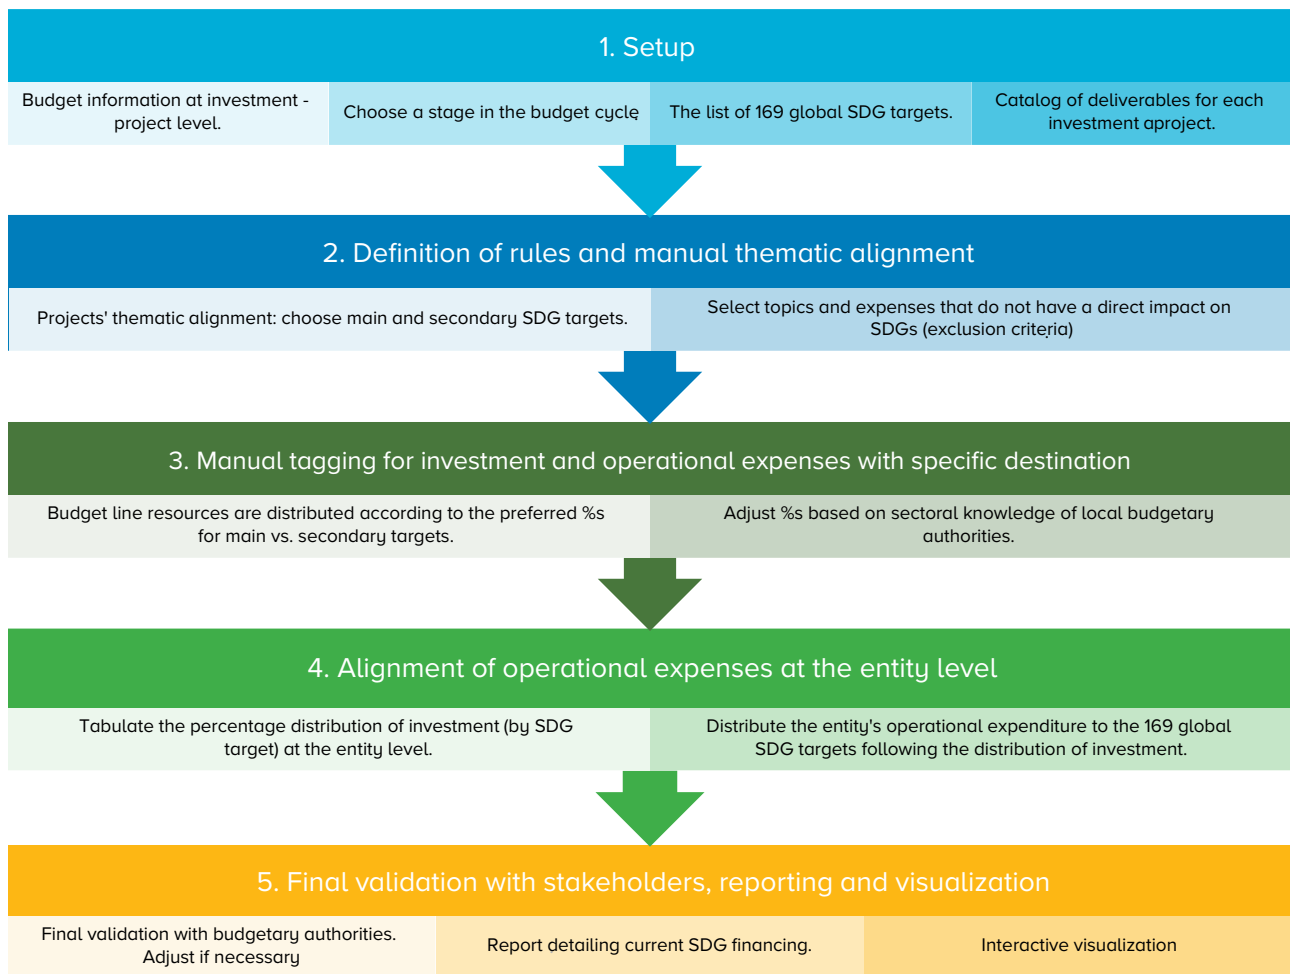 1. Setup
Budget information at investment -
project level.
Choose a stage in the budget cycle
The list of 169 global SDG targets.
Catalog of deliverables for each
investment aproject.
2. Definition of rules and manual thematic alignment
Projects' thematic alignment: choose main and secondary SDG targets.
Select topics and expenses that do not have a direct impact on
SDGs (exclusion criteria)
3. Manual tagging for investment and operational expenses with specific destination
Budget line resources are distributed according to the preferred %s
for main vs. secondary targets.
Adjust %s based on sectoral knowledge of local budgetary
authorities.
4. Alignment of operational expenses at the entity level
Tabulate the percentage distribution of investment (by SDG
target) at the entity level.
Distribute the entity's operational expenditure to the 169 global
SDG targets following the distribution of investment.
5. Final validation with stakeholders, reporting and visualization
Final validation with budgetary authorities.
Adjust if necessary
Report detailing current SDG financing.
Interactive visualization